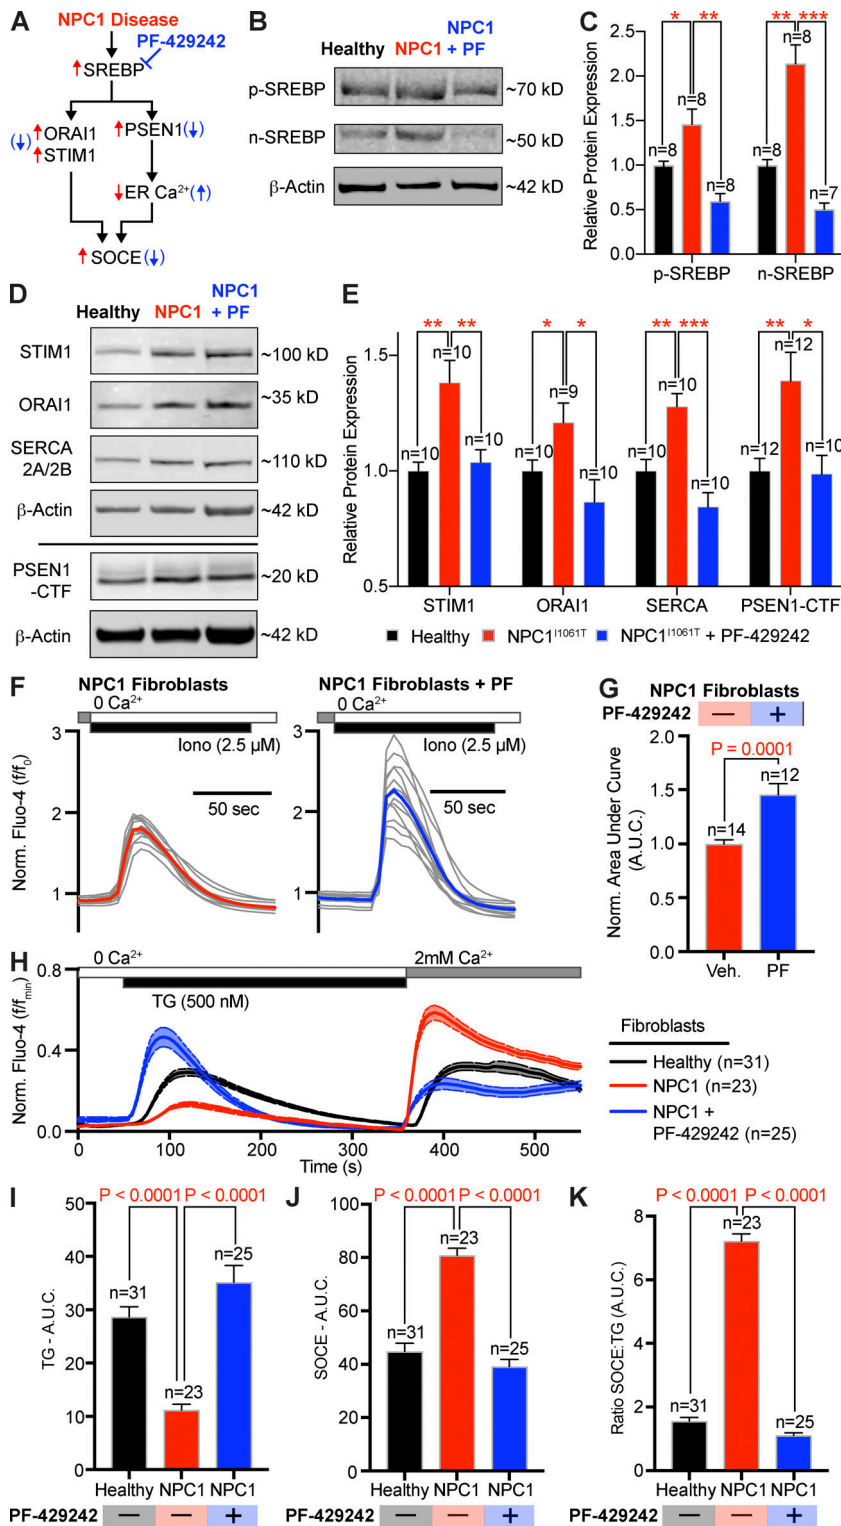 A
NPC1 Disease
PF-429242
↑SREBP
(↓) ↑ORAI1 ↑PSEN1(↓)
↑STIM1
↓ER Ca²⁺(↑)
↑SOCE(↓)
B
Healthy NPC1 NPC1 + PF
p-SREBP ~70 kD
n-SREBP ~50 kD
β-Actin ~42 kD
C
* ** ** ***
Relative Protein Expression
2.5
2.0
1.5
1.0
0.5
0.0
n=8 n=8 n=8 n=8 n=8 n=7
p-SREBP n-SREBP
D
Healthy NPC1 NPC1 + PF
STIM1 ~100 kD
ORAI1 ~35 kD
SERCA 2A/2B ~110 kD
β-Actin ~42 kD
PSEN1 -CTF ~20 kD
β-Actin ~42 kD
E
** ** * * ** *** ** *
Relative Protein Expression
1.5
1.0
0.5
n=10 n=10 n=10 n=10 n=9 n=10 n=10 n=10 n=10 n=12 n=12 n=10
STIM1 ORAI1 SERCA PSEN1-CTF
Healthy NPC1^I1061T NPC1^I1061T + PF-429242
F
NPC1 Fibroblasts NPC1 Fibroblasts + PF
0 Ca²⁺ 0 Ca²⁺
Iono (2.5 µM) Iono (2.5 µM)
50 sec 50 sec
Norm. Fluo-4 (f/f₀)
3 3
2 2
1 1
G
NPC1 Fibroblasts
PF-429242 − +
P = 0.0001
Norm. Area Under Curve
(A.U.C.)
2.0
1.5
1.0
0.5
0.0
n=14 n=12
Veh. PF
H
0 Ca²⁺ 2mM Ca²⁺
TG (500 nM)
Norm. Fluo-4 (f/f_min)
0.8
0.4
0.0
0 100 200 300 400 500
Time (s)
Fibroblasts
Healthy (n=31)
NPC1 (n=23)
NPC1 +
PF-429242 (n=25)
I
P < 0.0001 P < 0.0001
TG - A.U.C.
50
40
30
20
10
0
n=31 n=23 n=25
Healthy NPC1 NPC1
PF-429242 − − +
J
P < 0.0001 P < 0.0001
SOCE - A.U.C.
100
80
60
40
20
0
n=31 n=23 n=25
Healthy NPC1 NPC1
PF-429242 − − +
K
P < 0.0001 P < 0.0001
Ratio SOCE:TG (A.U.C.)
8
6
4
2
0
n=31 n=23 n=25
Healthy NPC1 NPC1
PF-429242 − − +